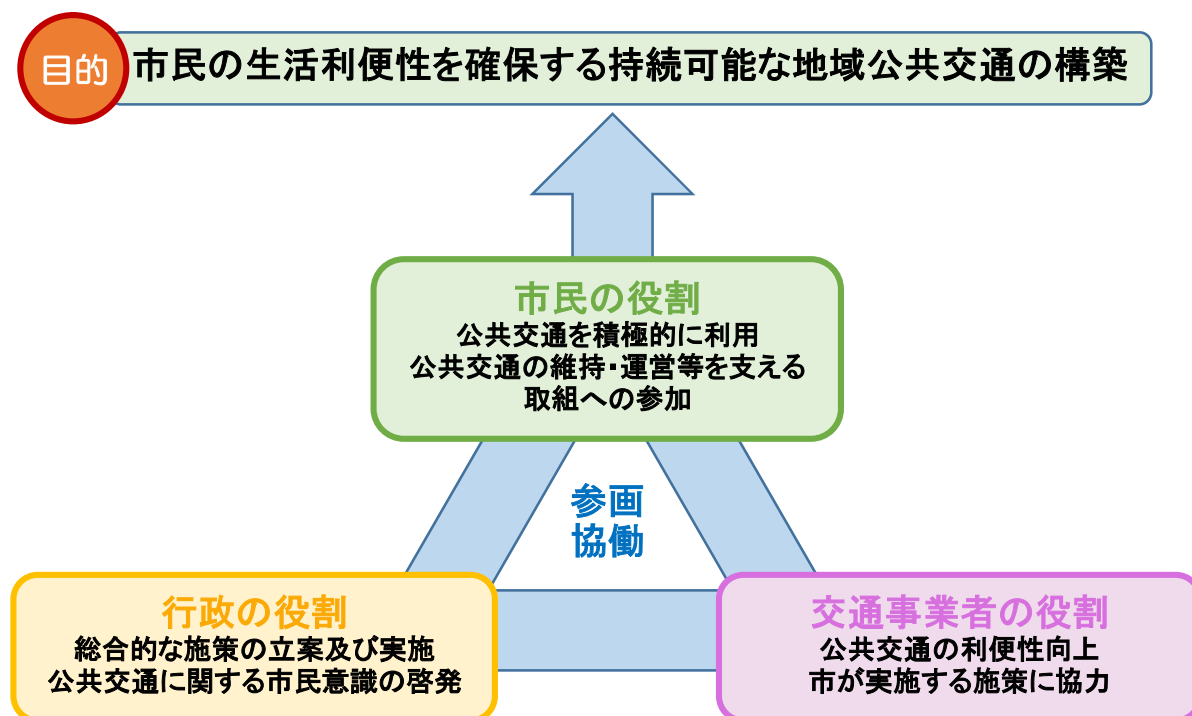 目的
市民の生活利便性を確保する持続可能な地域公共交通の構築
市民の役割
公共交通を積極的に利用
公共交通の維持・運営等を支える
取組への参加
参画
協働
行政の役割
総合的な施策の立案及び実施
公共交通に関する市民意識の啓発
交通事業者の役割
公共交通の利便性向上
市が実施する施策に協力